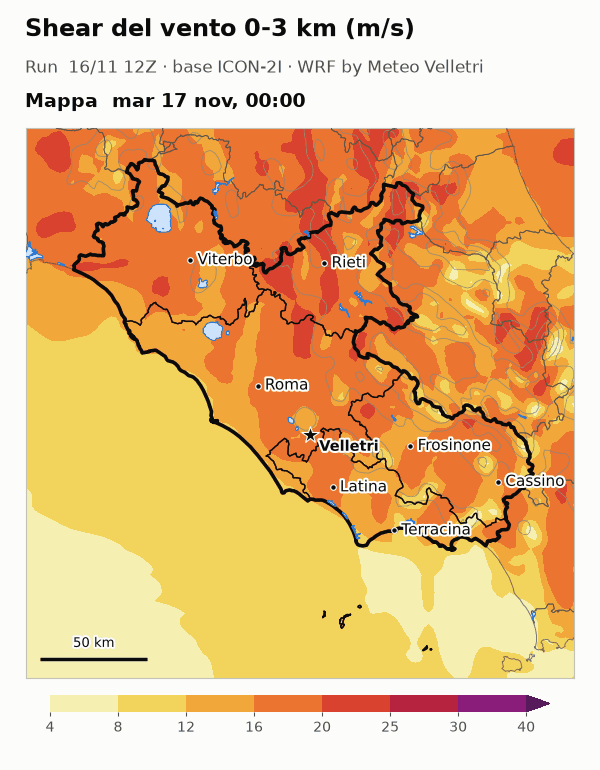 Shear del vento 0-3 km (m/s)
Run 16/11 12Z · base ICON-2I · WRF by Meteo Velletri
Mappa mar 17 nov, 00:00
Viterbo
Rieti
Roma
Velletri
Frosinone
Latina
Cassino
Terracina
50 km
4 8 12 16 20 25 30 40